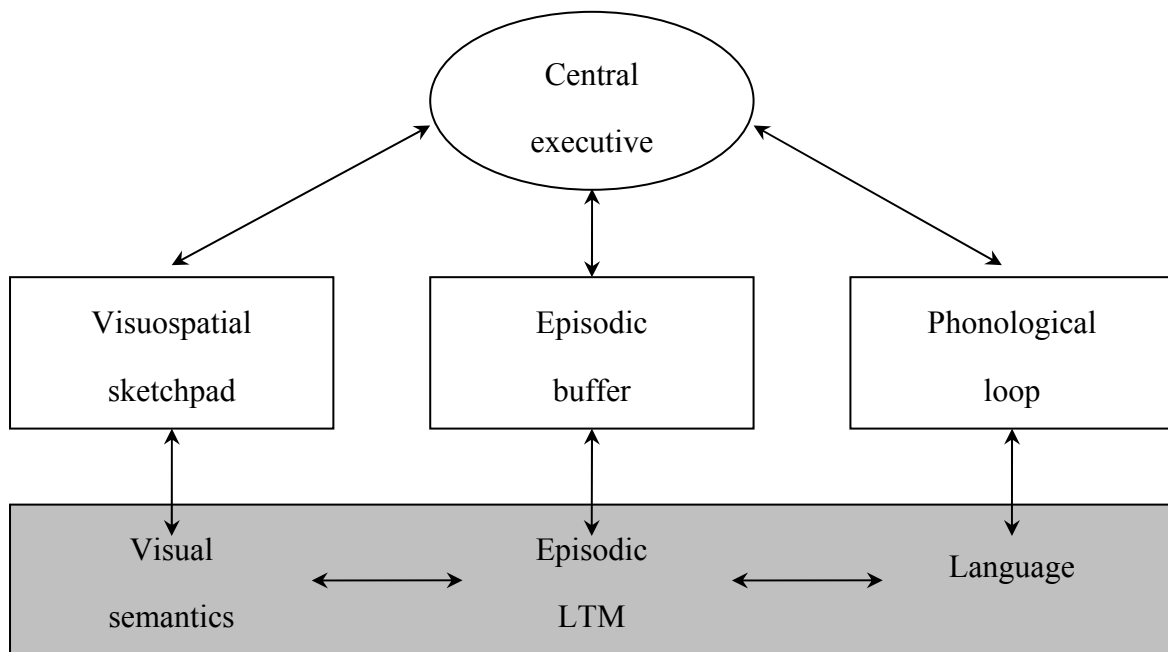 Central
executive
Visuospatial
sketchpad
Episodic
buffer
Phonological
loop
Visual
semantics
Episodic
LTM
Language